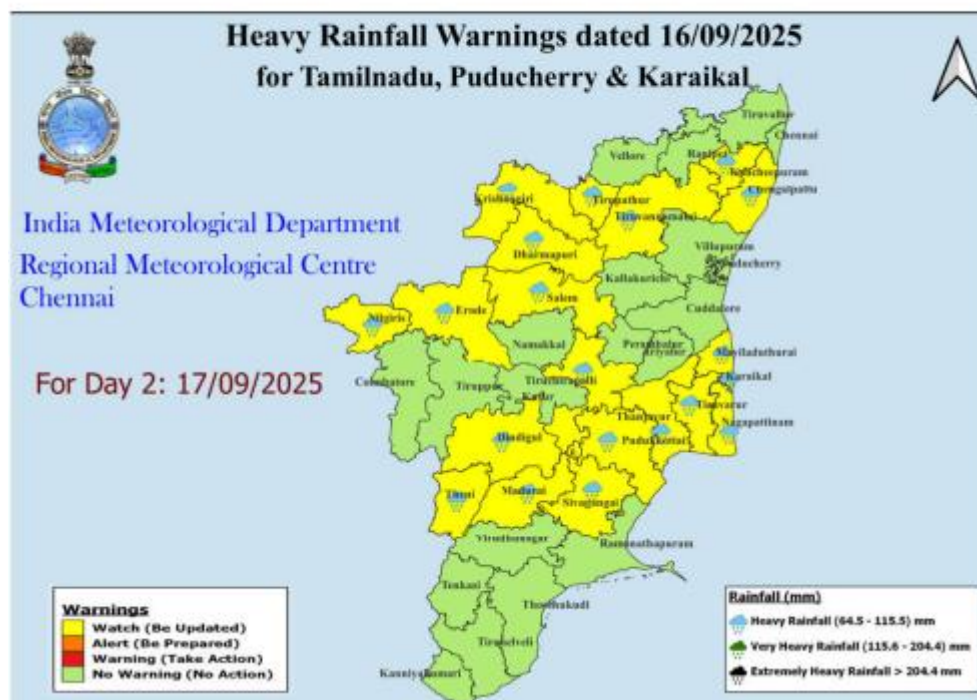 Heavy Rainfall Warnings dated 16/09/2025
for Tamilnadu, Puducherry & Karaikal
India Meteorological Department
Regional Meteorological Centre
Chennai
For Day 2: 17/09/2025
Tiruvallur
Chennai
Vellore
Ranipet
Kancheepuram
Chengalpattu
Krishnagiri
Tirupathur
Tiruvannamalai
Dharmapuri
Villupuram
Puducherry
Kallakurichi
Salem
Erode
Nilgiris
Cuddalore
Namakkal
Perambalur
Ariyalur
Mayiladuthurai
Karaikal
Coimbatore
Tiruppur
Tiruchirapalli
Karur
Thanjavur
Tiruvarur
Nagapattinam
Dindigul
Pudukkottai
Theni
Madurai
Sivagangai
Virudhunagar
Ramanathapuram
Tenkasi
Thoothukudi
Tirunelveli
Kanniyakumari
Warnings
Watch (Be Updated)
Alert (Be Prepared)
Warning (Take Action)
No Warning (No Action)
Rainfall (mm)
Heavy Rainfall (64.5 - 115.5) mm
Very Heavy Rainfall (115.6 - 204.4) mm
Extremely Heavy Rainfall > 204.4 mm